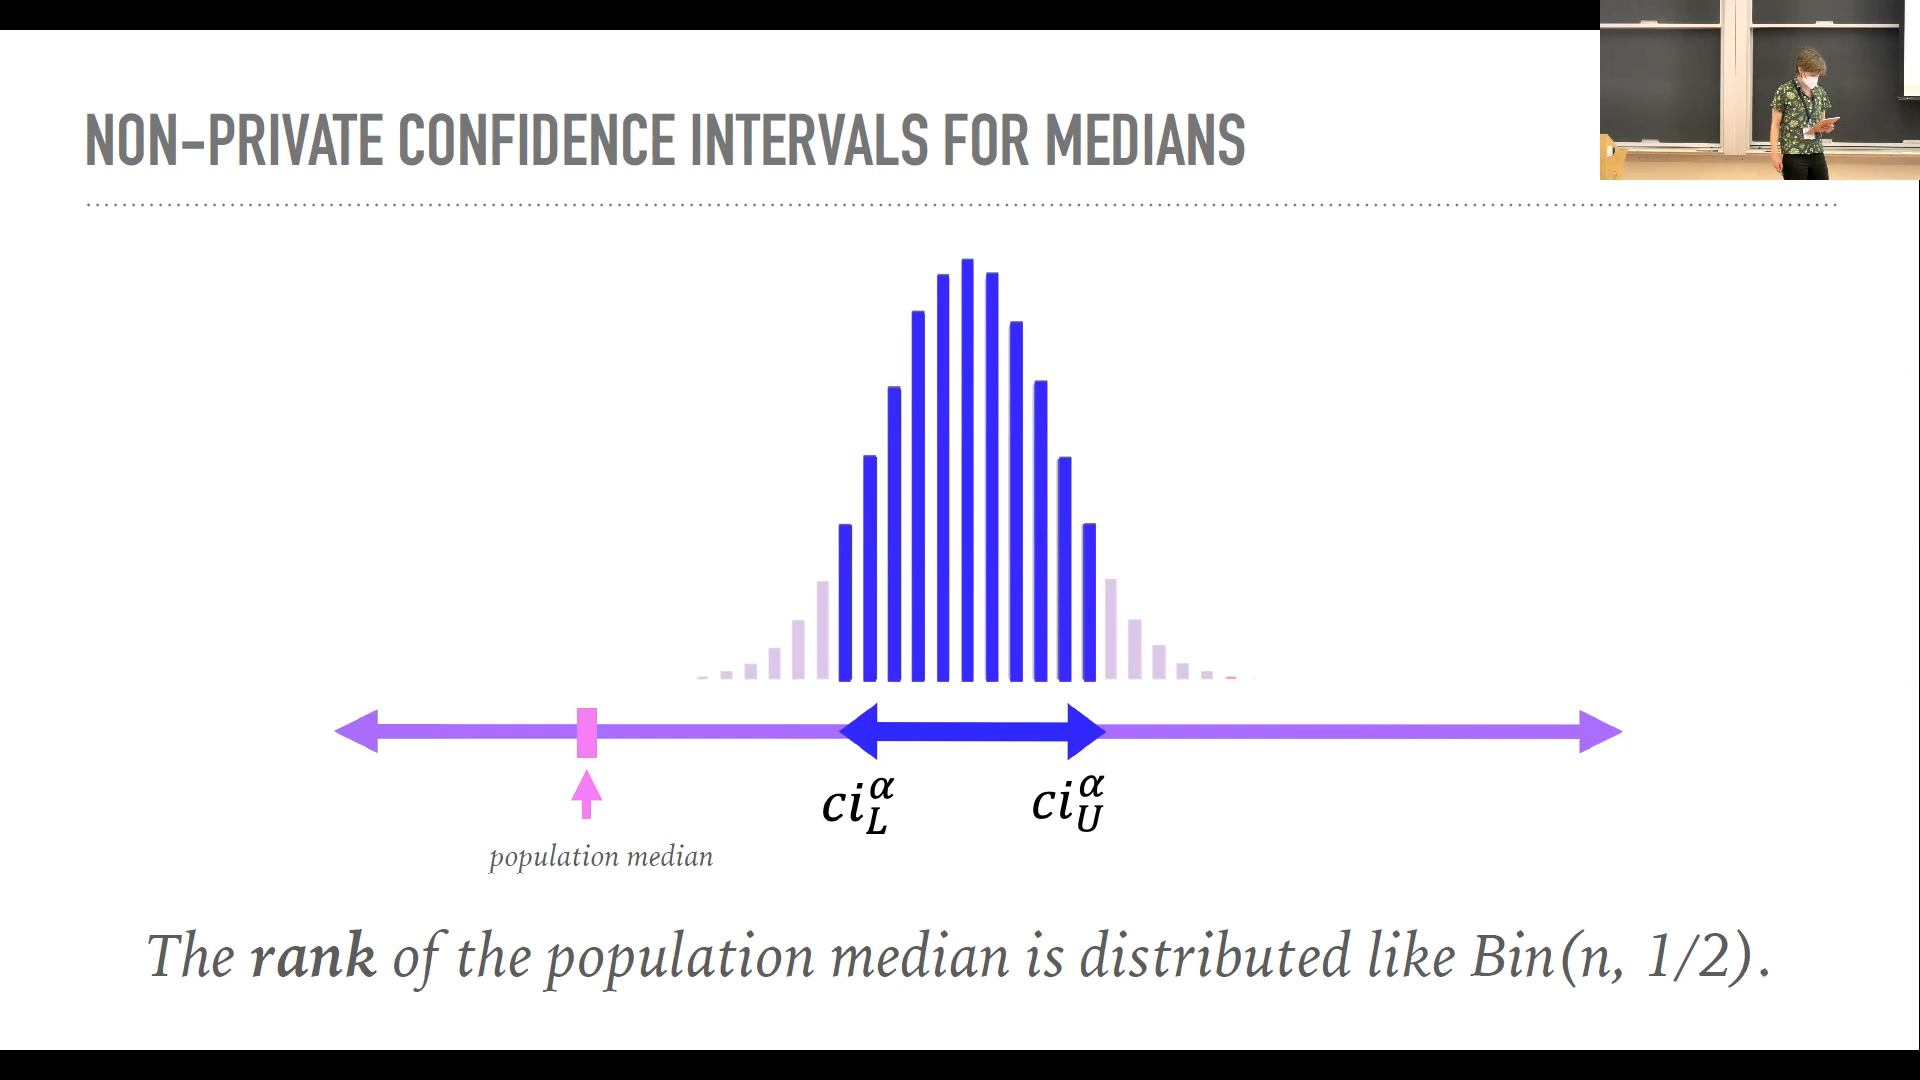 NON-PRIVATE CONFIDENCE INTERVALS FOR MEDIANS
ci_L^α ci_U^α
population median
The rank of the population median is distributed like Bin(n, 1/2).